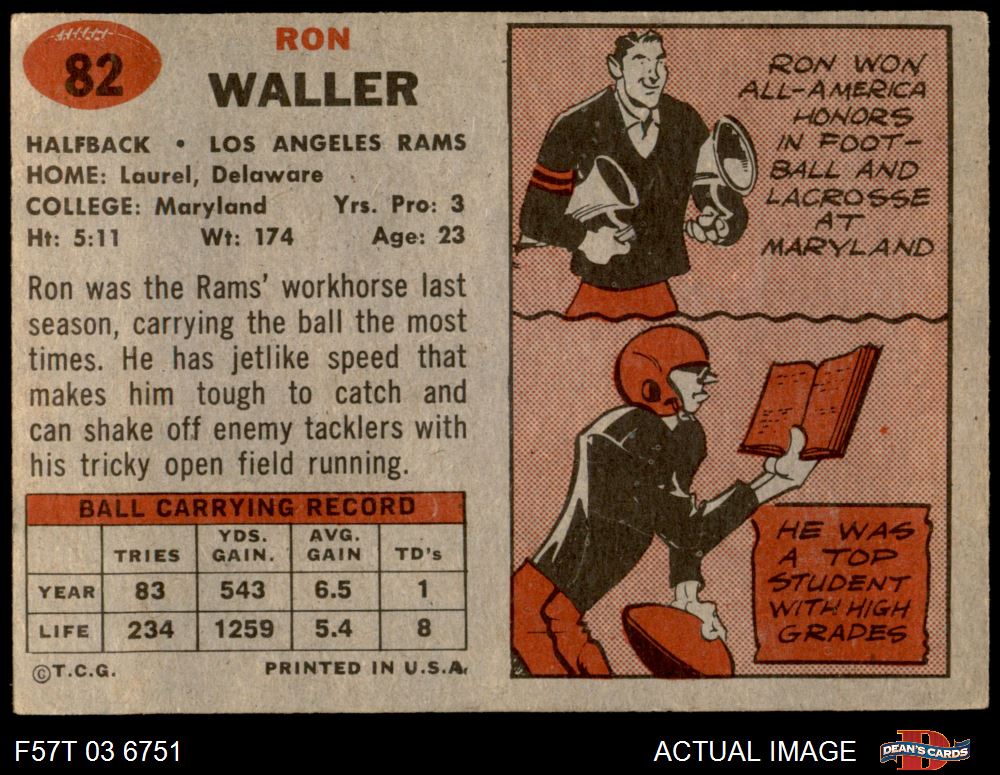 82
RON
WALLER
HALFBACK • LOS ANGELES RAMS
HOME: Laurel, Delaware
COLLEGE: Maryland Yrs. Pro: 3
Ht: 5:11 Wt: 174 Age: 23
Ron was the Rams' workhorse last
season, carrying the ball the most
times. He has jetlike speed that
makes him tough to catch and
can shake off enemy tacklers with
his tricky open field running.
BALL CARRYING RECORD
TRIES YDS. GAIN. AVG. GAIN TD's
YEAR 83 543 6.5 1
LIFE 234 1259 5.4 8
©T.C.G. PRINTED IN U.S.A.
RON WON
ALL-AMERICA
HONORS
IN FOOT-
BALL AND
LACROSSE
AT
MARYLAND
HE WAS
A TOP
STUDENT
WITH HIGH
GRADES
F57T 03 6751 ACTUAL IMAGE DEAN'S CARDS